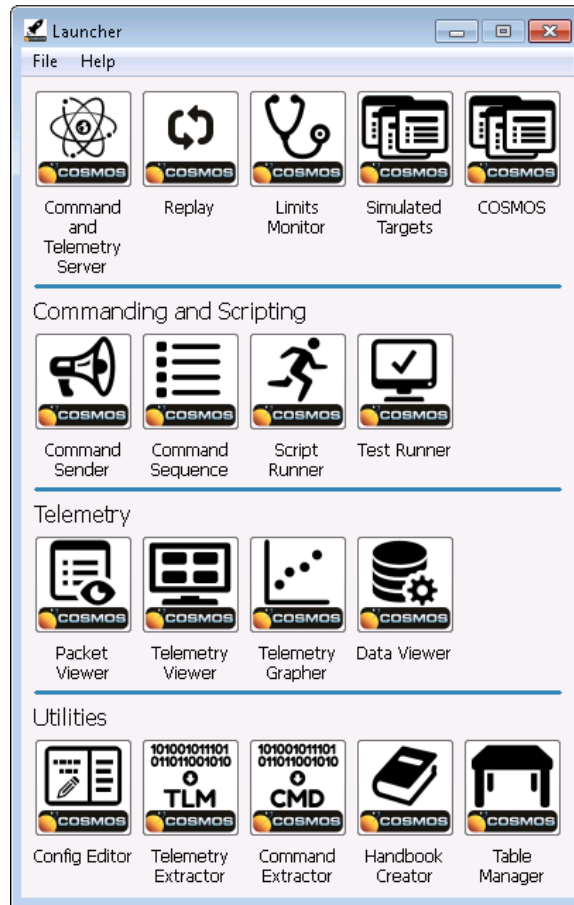 Launcher
File Help
COSMOS COSMOS COSMOS COSMOS COSMOS
Command Replay Limits Simulated COSMOS
and Monitor Targets
Telemetry
Server
Commanding and Scripting
COSMOS COSMOS COSMOS COSMOS
Command Command Script Test Runner
Sender Sequence Runner
Telemetry
COSMOS COSMOS COSMOS COSMOS
Packet Telemetry Telemetry Data Viewer
Viewer Viewer Grapher
Utilities
101001011101 101001011101
011011001010 011011001010
TLM CMD
COSMOS COSMOS COSMOS COSMOS COSMOS
Config Editor Telemetry Command Handbook Table
Extractor Extractor Creator Manager